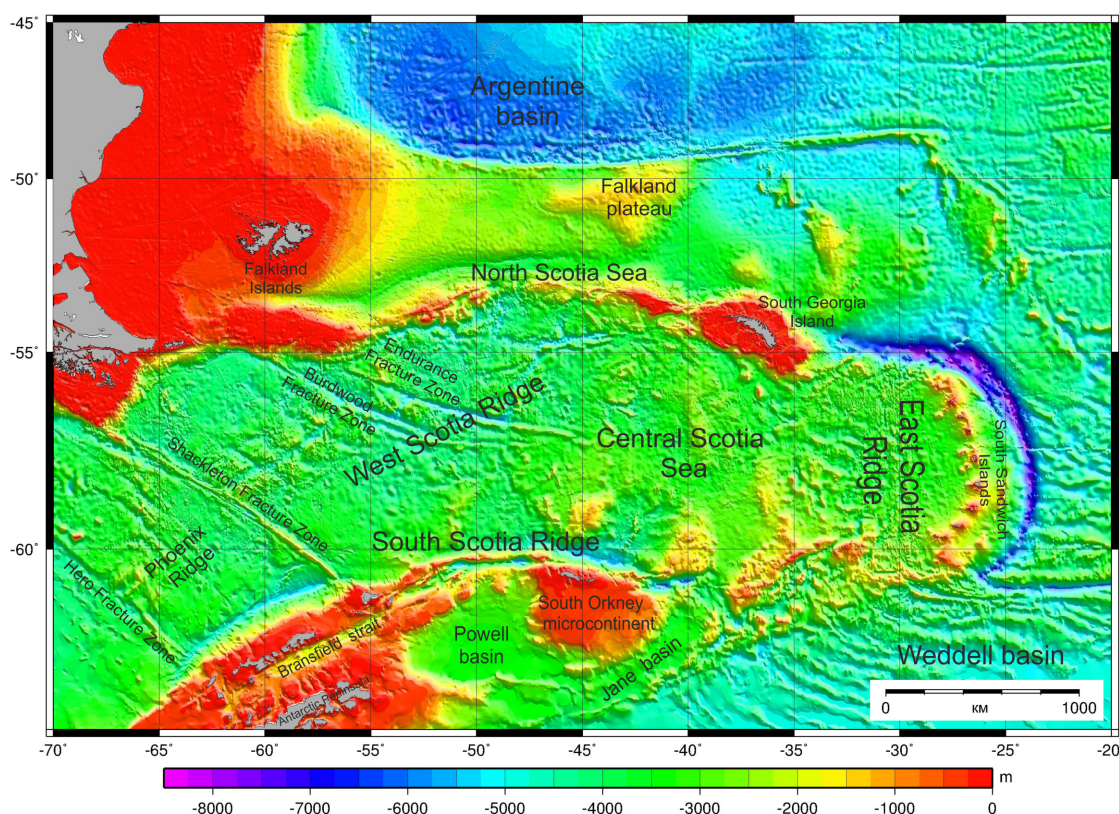 -45°
-50°
-55°
-60°
Argentine
basin
Falkland
plateau
Falkland
Islands
North Scotia Sea
South Georgia
Island
Endurance
Fracture Zone
Burdwood
Fracture Zone
West Scotia Ridge
Shackleton Fracture Zone
Central Scotia
Sea
East Scotia
Ridge
South Sandwich
Islands
South Scotia Ridge
Phoenix
Ridge
Hero Fracture Zone
South Orkney
microcontinent
Powell
basin
Bransfield strait
Antarctic Peninsula
Jane basin
Weddell basin
0 км 1000
-70° -65° -60° -55° -50° -45° -40° -35° -30° -25° -20°
m
-8000 -7000 -6000 -5000 -4000 -3000 -2000 -1000 0